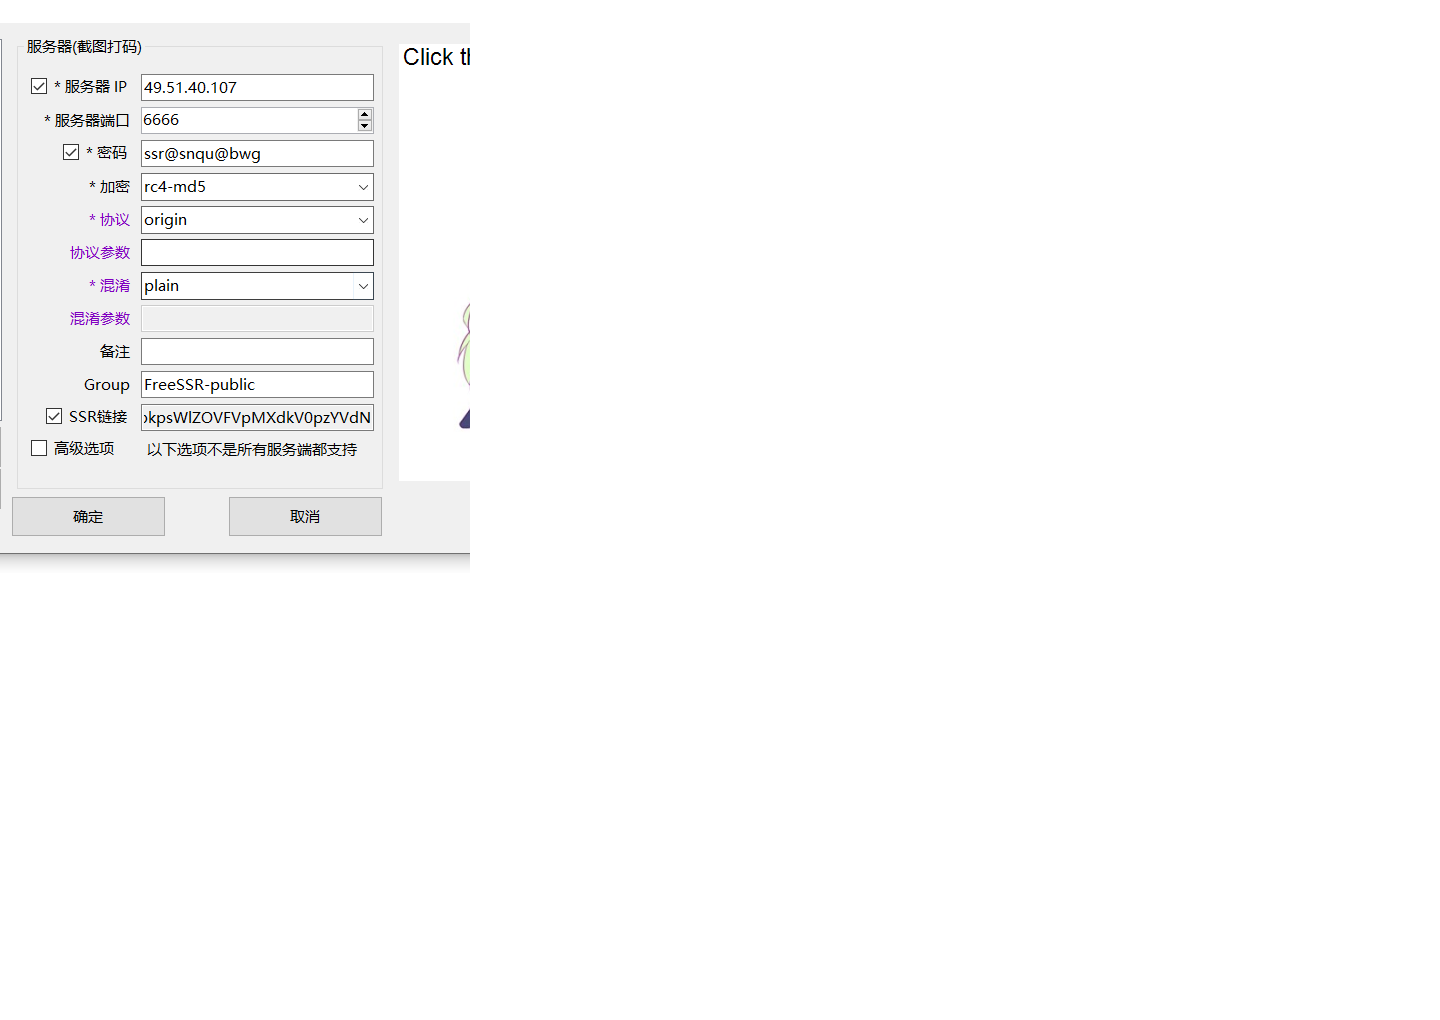 服务器(截图打码)
* 服务器 IP 49.51.40.107
* 服务器端口 6666
* 密码 ssr@snqu@bwg
* 加密 rc4-md5
* 协议 origin
协议参数
* 混淆 plain
混淆参数
备注
Group FreeSSR-public
SSR链接 kpsWlZOVFVpMXdkV0pzYVdN
高级选项 以下选项不是所有服务端都支持
确定 取消
Click